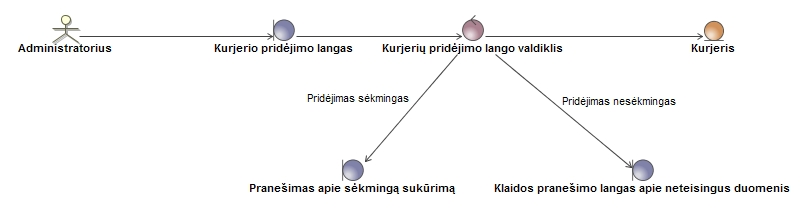 Administratorius
Kurjerio pridėjimo langas
Kurjerių pridėjimo lango valdiklis
Kurjeris
Pridėjimas sėkmingas
Pridėjimas nesėkmingas
Pranešimas apie sėkmingą sukūrimą
Klaidos pranešimo langas apie neteisingus duomenis